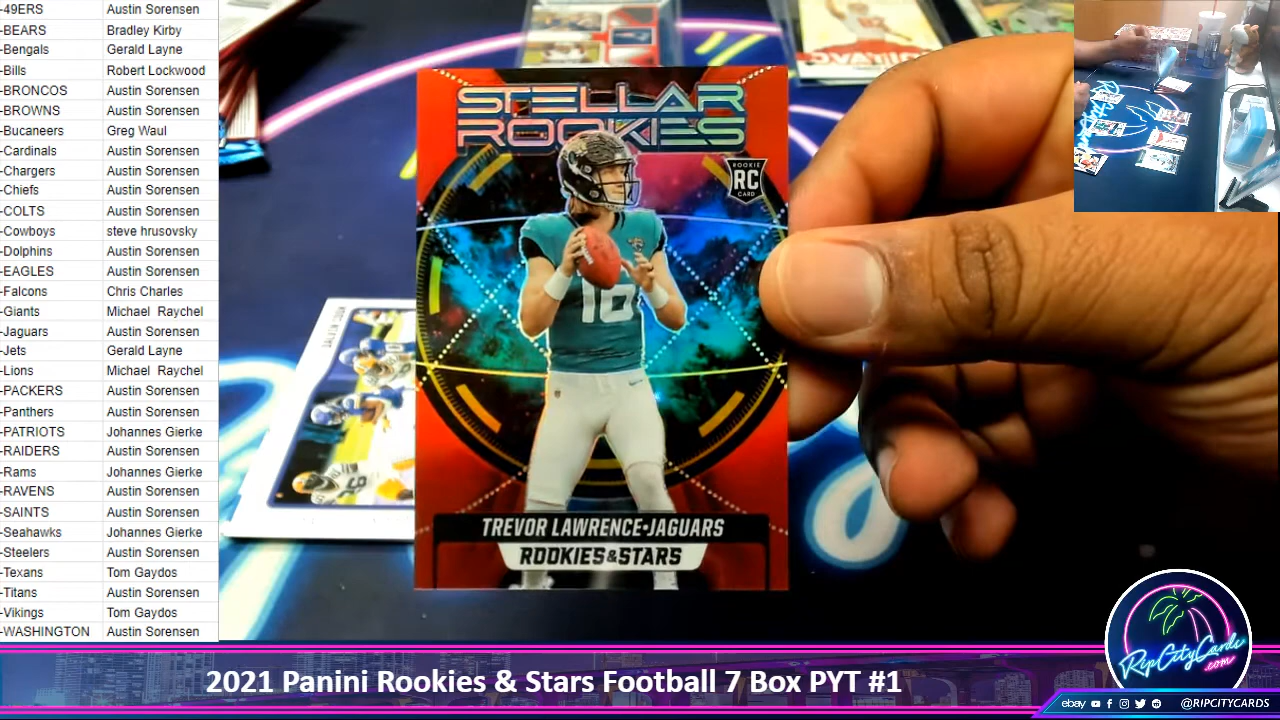 -49ERS Austin Sorensen
-BEARS Bradley Kirby
-Bengals Gerald Layne
-Bills Robert Lockwood
-BRONCOS Austin Sorensen
-BROWNS Austin Sorensen
-Bucaneers Greg Waul
-Cardinals Austin Sorensen
-Chargers Austin Sorensen
-Chiefs Austin Sorensen
-COLTS Austin Sorensen
-Cowboys steve hrusovsky
-Dolphins Austin Sorensen
-EAGLES Austin Sorensen
-Falcons Chris Charles
-Giants Michael Raychel
-Jaguars Austin Sorensen
-Jets Gerald Layne
-Lions Michael Raychel
-PACKERS Austin Sorensen
-Panthers Austin Sorensen
-PATRIOTS Johannes Gierke
-RAIDERS Austin Sorensen
-Rams Johannes Gierke
-RAVENS Austin Sorensen
-SAINTS Austin Sorensen
-Seahawks Johannes Gierke
-Steelers Austin Sorensen
-Texans Tom Gaydos
-Titans Austin Sorensen
-Vikings Tom Gaydos
-WASHINGTON Austin Sorensen
OVATION
STELLAR
ROOKIES
ROOKIE
RC
CARD
16
TREVOR LAWRENCE•JAGUARS
ROOKIES&STARS
RipCityCards
.com
2021 Panini Rookies & Stars Football 7 Box PYT #1
ebay @RIPCITYCARDS